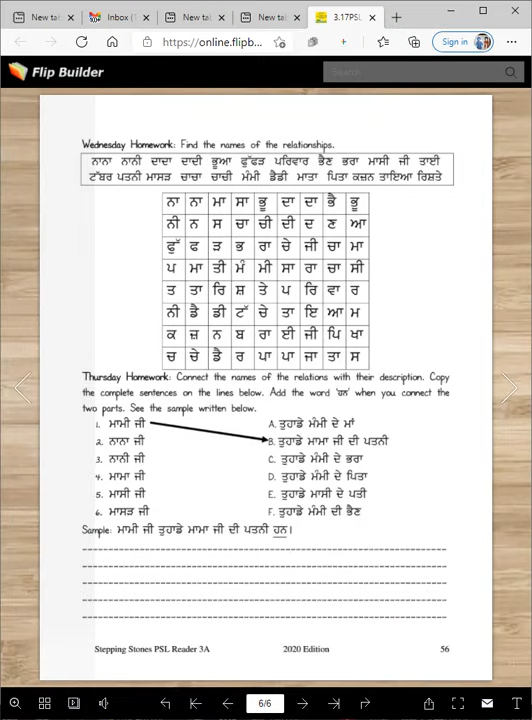 New tab
Inbox (1
New tab
New tab
3.17PSL
https://online.flipb...
Sign in
Flip Builder
Search
Wednesday Homework: Find the names of the relationships.
ਨਾਨਾ ਨਾਨੀ ਦਾਦਾ ਦਾਦੀ ਭੂਆ ਫੁੱਫੜ ਪਰਿਵਾਰ ਭੈਣ ਭਰਾ ਮਾਸੀ ਜੀ ਤਾਈ
ਟੱਬਰ ਪਤਨੀ ਮਾਸੜ ਚਾਚਾ ਚਾਚੀ ਮੰਮੀ ਡੈਡੀ ਮਾਤਾ ਪਿਤਾ ਕਜ਼ਨ ਤਾਇਆ ਰਿਸ਼ਤੇ
ਨਾ ਨਾ ਮਾ ਸਾ ਭੂ ਦਾ ਦਾ ਭੈ ਭੂ
ਨੀ ਨ ਸ ਚਾ ਚੀ ਦੀ ਦ ਣ ਆ
ਫੁੱ ਫ ੜ ਭ ਰਾ ਚੇ ਜੀ ਚਾ ਮਾ
ਪ ਮਾ ਤੀ ਮੰ ਮੀ ਸਾ ਰਾ ਚਾ ਸੀ
ਤ ਤਾ ਰਿ ਸ਼ ਤੇ ਪ ਰਿ ਵਾ ਰ
ਨੀ ਡੈ ਡੀ ਟੱ ਚੇ ਤਾ ਇ ਆ ਮ
ਕ ਜ਼ ਨ ਬ ਰਾ ਈ ਜੀ ਪਿ ਖਾ
ਚ ਚੇ ਡੈ ਰ ਪਾ ਪਾ ਜਾ ਤਾ ਸ
Thursday Homework: Connect the names of the relations with their description. Copy
the complete sentences on the lines below. Add the word 'ਹਨ' when you connect the
two parts. See the sample written below.
੧. ਮਾਮੀ ਜੀ A. ਤੁਹਾਡੇ ਮੰਮੀ ਦੇ ਮਾਂ
੨. ਨਾਨਾ ਜੀ B. ਤੁਹਾਡੇ ਮਾਮਾ ਜੀ ਦੀ ਪਤਨੀ
੩. ਨਾਨੀ ਜੀ C. ਤੁਹਾਡੇ ਮੰਮੀ ਦੇ ਭਰਾ
੪. ਮਾਮਾ ਜੀ D. ਤੁਹਾਡੇ ਮੰਮੀ ਦੇ ਪਿਤਾ
੫. ਮਾਸੀ ਜੀ E. ਤੁਹਾਡੇ ਮਾਸੀ ਦੇ ਪਤੀ
੬. ਮਾਸੜ ਜੀ F. ਤੁਹਾਡੇ ਮੰਮੀ ਦੀ ਭੈਣ
Sample: ਮਾਮੀ ਜੀ ਤੁਹਾਡੇ ਮਾਮਾ ਜੀ ਦੀ ਪਤਨੀ ਹਨ।
Stepping Stones PSL Reader 3A 2020 Edition 56
6/6